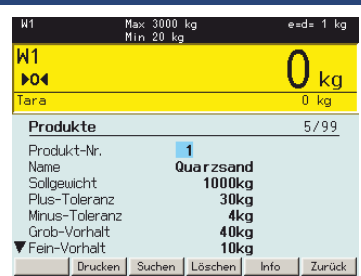 W1 Max 3000 kg e=d= 1 kg
Min 20 kg
W1
▶0◀ 0 kg
Tara 0 kg
Produkte 5/99
Produkt-Nr. 1
Name Quarzsand
Sollgewicht 1000kg
Plus-Toleranz 30kg
Minus-Toleranz 4kg
Grob-Vorhalt 40kg
▼Fein-Vorhalt 10kg
Drucken Suchen Löschen Info Zurück